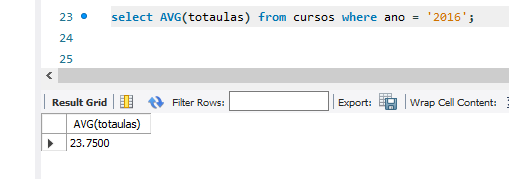 23 select AVG(totaulas) from cursos where ano = '2016';
24
25
Result Grid Filter Rows: Export: Wrap Cell Content:
AVG(totaulas)
23.7500